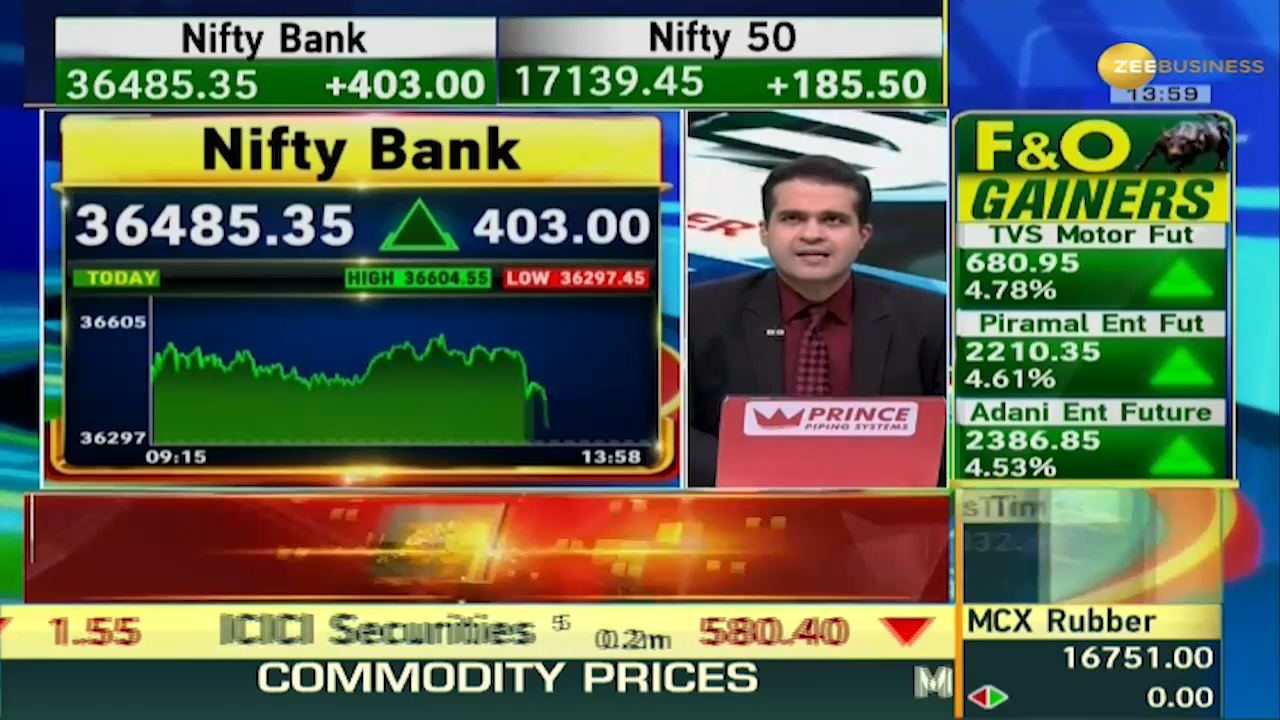 Nifty Bank
36485.35 +403.00
Nifty 50
17139.45 +185.50
ZEEBUSINESS
13:59
Nifty Bank
36485.35 403.00
TODAY HIGH 36604.55 LOW 36297.45
36605
36297
09:15 13:58
PRINCE
PIPING SYSTEMS
F&O
GAINERS
TVS Motor Fut
680.95
4.78%
Piramal Ent Fut
2210.35
4.61%
Adani Ent Future
2386.85
4.53%
MCX Rubber
16751.00
0.00
1.55 ICICI Securities 580.40
COMMODITY PRICES M